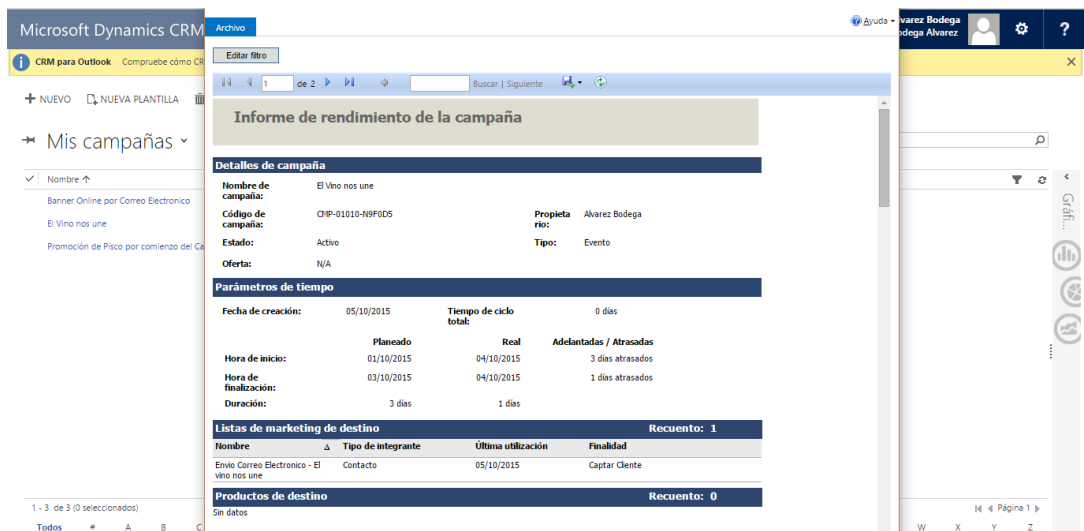 Microsoft Dynamics CRM
Archivo
Ayuda
varez Bodega
odega Alvarez
?
CRM para Outlook Compruebe cómo CR
Editar filtro
1 de 2 Buscar | Siguiente
NUEVO NUEVA PLANTILLA
Informe de rendimiento de la campaña
Mis campañas
Detalles de campaña
Nombre
Nombre de campaña: El Vino nos une
Banner Online por Correo Electronico
Código de campaña: CMP-01010-N9F0D5 Propieta rio: Alvarez Bodega
El Vino nos une
Estado: Activo Tipo: Evento
Promoción de Pisco por comienzo del Ca
Oferta: N/A
Gráfi...
Parámetros de tiempo
Fecha de creación: 05/10/2015 Tiempo de ciclo total: 0 días
Planeado Real Adelantadas / Atrasadas
Hora de inicio: 01/10/2015 04/10/2015 3 días atrasados
Hora de finalización: 03/10/2015 04/10/2015 1 días atrasados
Duración: 3 días 1 días
Listas de marketing de destino Recuento: 1
Nombre Tipo de integrante Última utilización Finalidad
Envio Correo Electronico - El vino nos une Contacto 05/10/2015 Captar Cliente
Productos de destino Recuento: 0
Sin datos
1 - 3 de 3 (0 seleccionados) Página 1
Todos # A B C W X Y Z